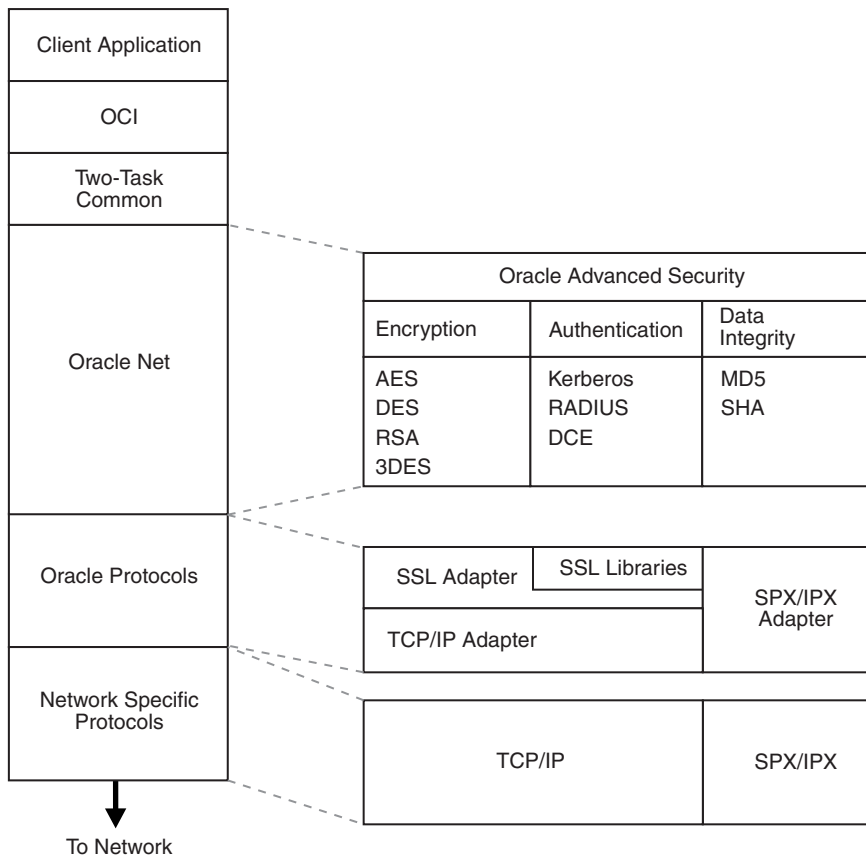 Client Application
OCI
Two-Task
Common
Oracle Net
Oracle Protocols
Network Specific
Protocols
To Network
Oracle Advanced Security
Encryption
AES
DES
RSA
3DES
Authentication
Kerberos
RADIUS
DCE
Data
Integrity
MD5
SHA
SSL Adapter
SSL Libraries
TCP/IP Adapter
SPX/IPX
Adapter
TCP/IP
SPX/IPX